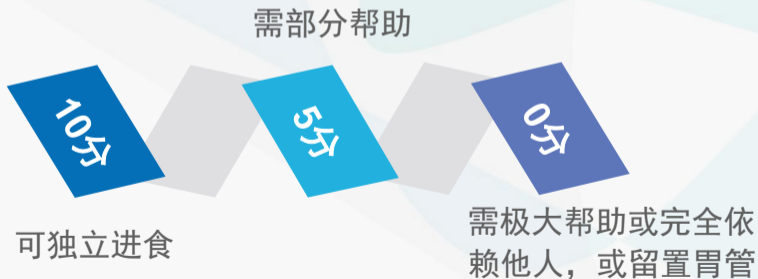 需部分帮助
10分
5分
0分
可独立进食
需极大帮助或完全依
赖他人，或留置胃管